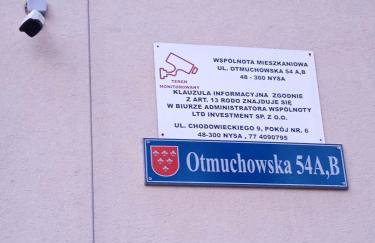 WSPÓLNOTA MIESZKANIOWA
UL. OTMUCHOWSKA 54 A,B
48 - 300 NYSA
TEREN
MONITOROWANY
KLAUZULA INFORMACYJNA ZGODNIE
Z ART. 13 RODO ZNAJDUJE SIĘ
W BIURZE ADMINISTRATORA WSPÓLNOTY
LTD INVESTMENT SP. Z O.O.
UL. CHODOWIECKIEGO 9, POKÓJ NR. 6
48-300 NYSA , 77 4090795
Otmuchowska 54A,B